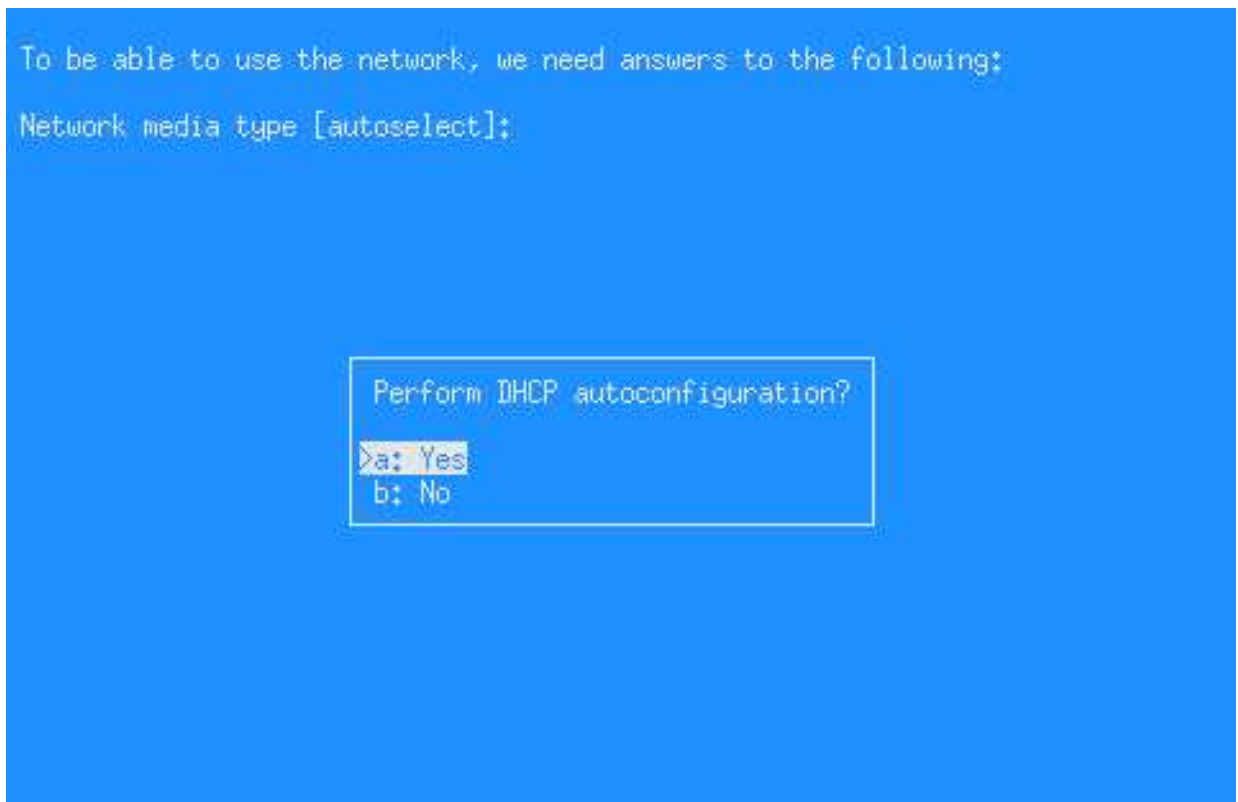 To be able to use the network, we need answers to the following:
Network media type [autoselect]:
Perform DHCP autoconfiguration?
>a: Yes
b: No